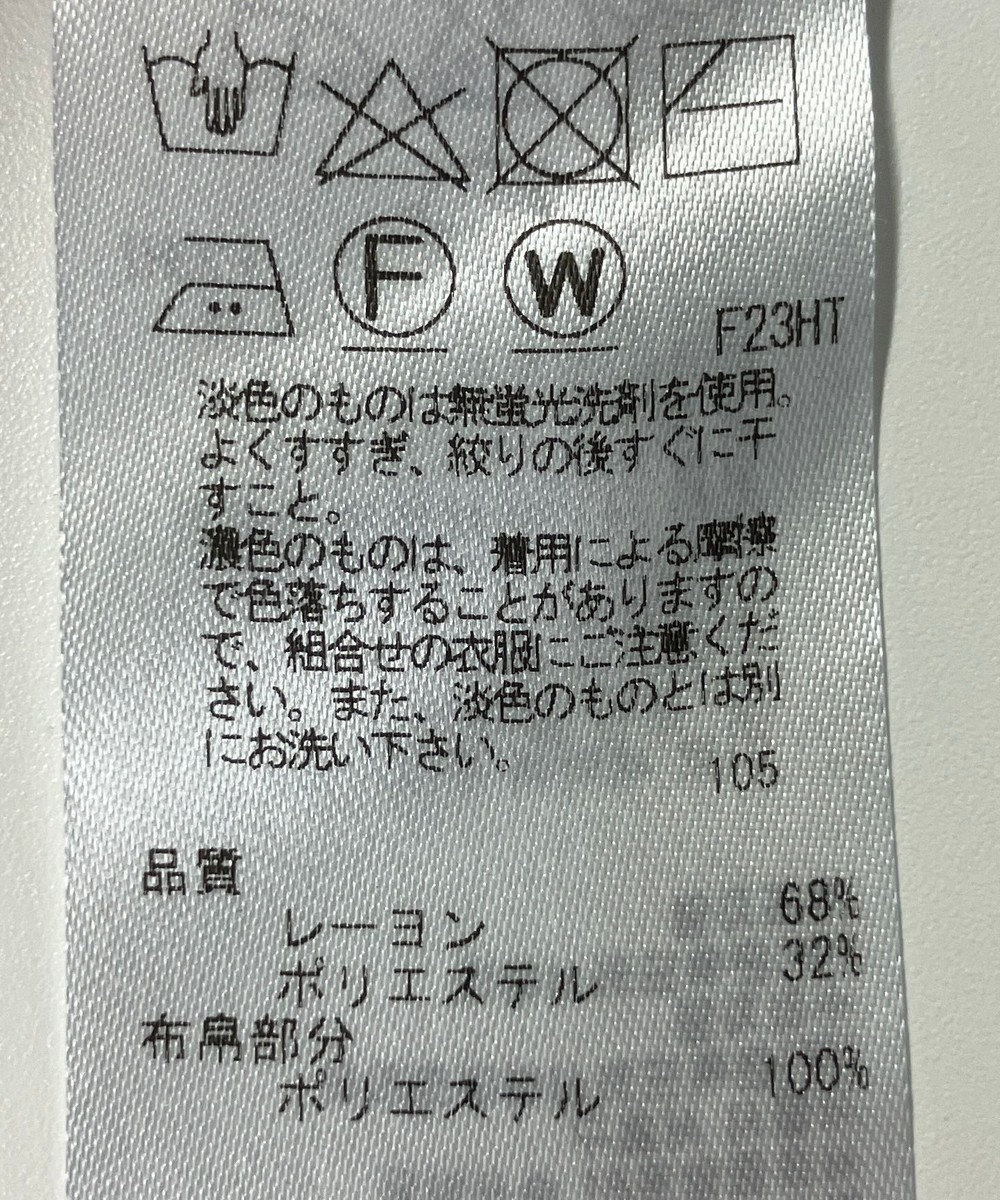 F W
F23HT
淡色のものは無蛍光洗剤を使用。
よくすすぎ、絞りの後すぐに干
すこと。
濃色のものは、着用による摩擦
で色落ちすることがありますの
で、組合せの衣服にご注意くだ
さい。また、淡色のものとは別
にお洗い下さい。
105
品質
レーヨン 68%
ポリエステル 32%
布帛部分
ポリエステル 100%